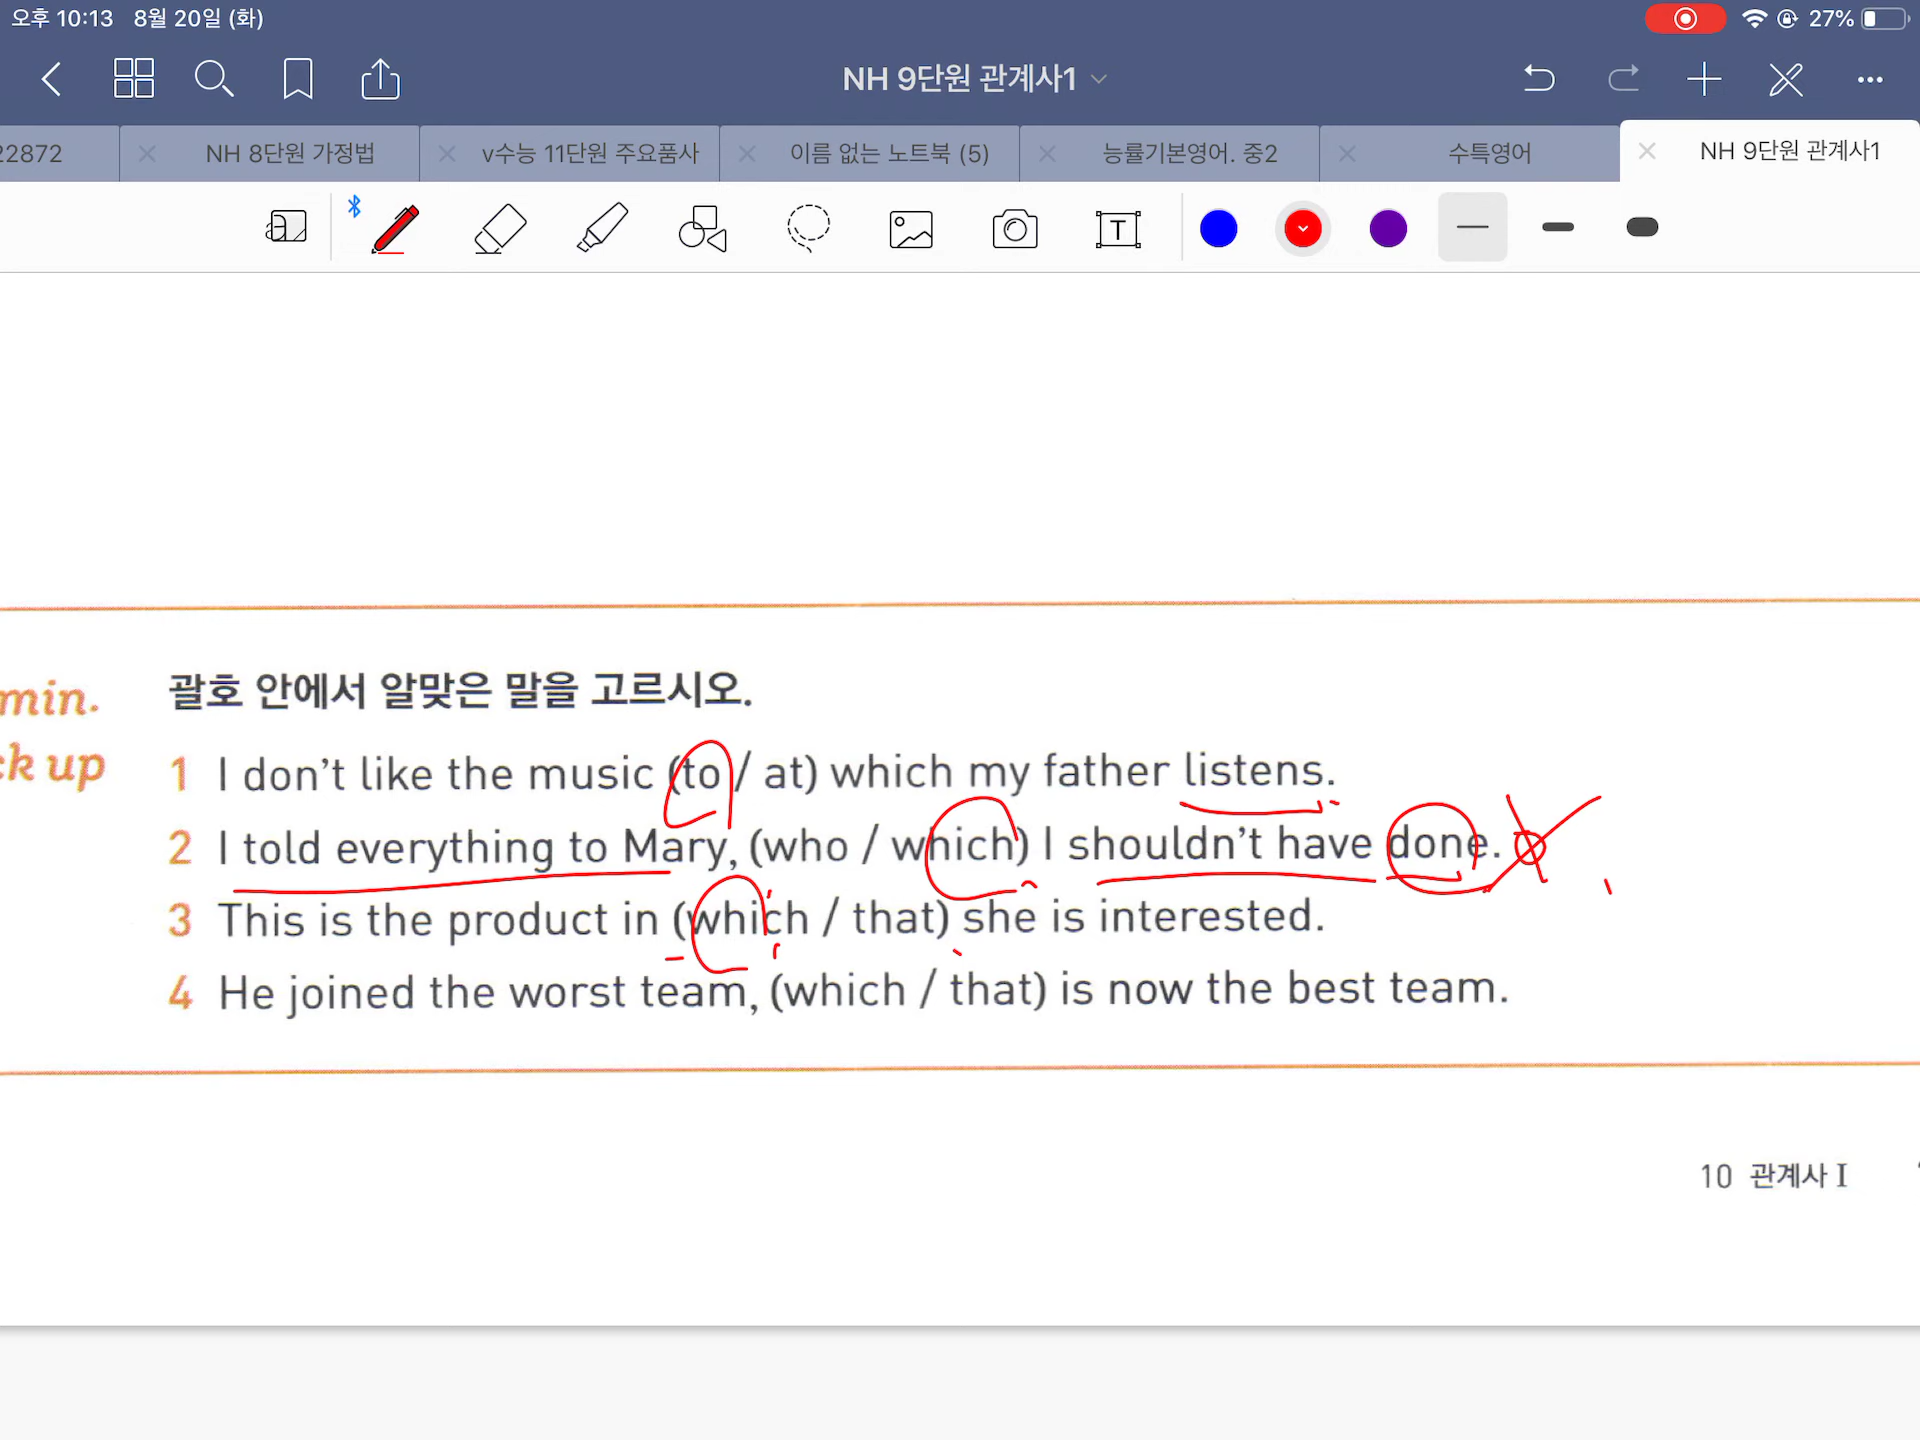 오후 10:13 8월 20일 (화) 27%
NH 9단원 관계사1
22872 NH 8단원 가정법 v수능 11단원 주요품사 이름 없는 노트북 (5) 능률기본영어. 중2 수특영어 NH 9단원 관계사1
T
min. 괄호 안에서 알맞은 말을 고르시오.
ck up 1 I don't like the music (to / at) which my father listens.
2 I told everything to Mary, (who / which) I shouldn't have done.
3 This is the product in (which / that) she is interested.
4 He joined the worst team, (which / that) is now the best team.
10 관계사 I